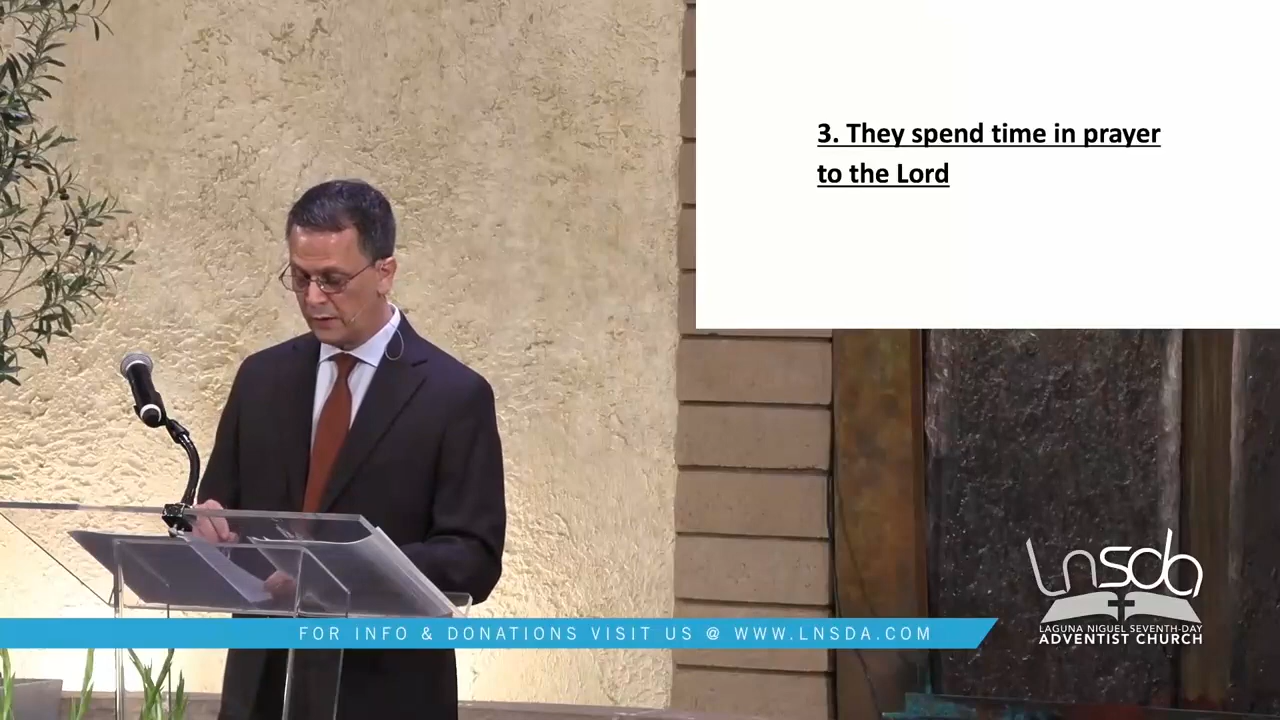 3. They spend time in prayer
to the Lord
FOR INFO & DONATIONS VISIT US @ WWW.LNSDA.COM
LNSDA
LAGUNA NIGUEL SEVENTH-DAY
ADVENTIST CHURCH